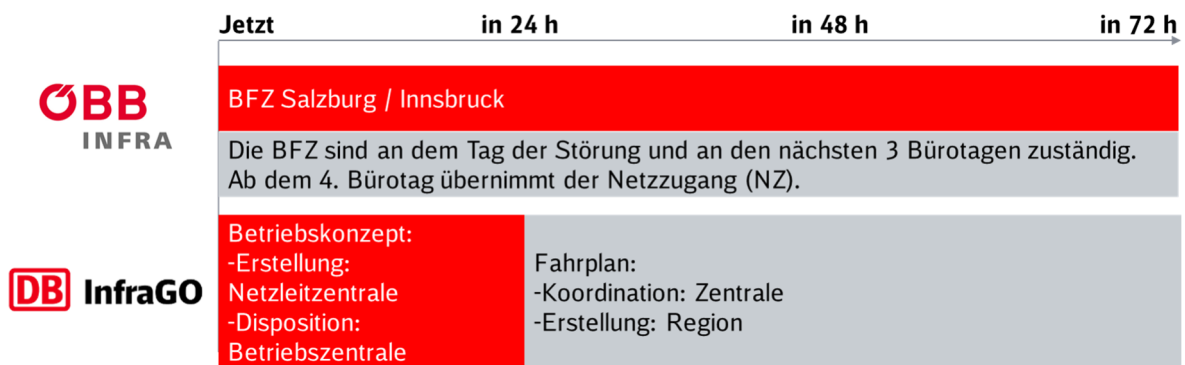 Jetzt in 24 h in 48 h in 72 h
ÖBB
INFRA
BFZ Salzburg / Innsbruck
Die BFZ sind an dem Tag der Störung und an den nächsten 3 Bürotagen zuständig.
Ab dem 4. Bürotag übernimmt der Netzzugang (NZ).
DB InfraGO
Betriebskonzept:
-Erstellung:
Netzleitzentrale
-Disposition:
Betriebszentrale
Fahrplan:
-Koordination: Zentrale
-Erstellung: Region